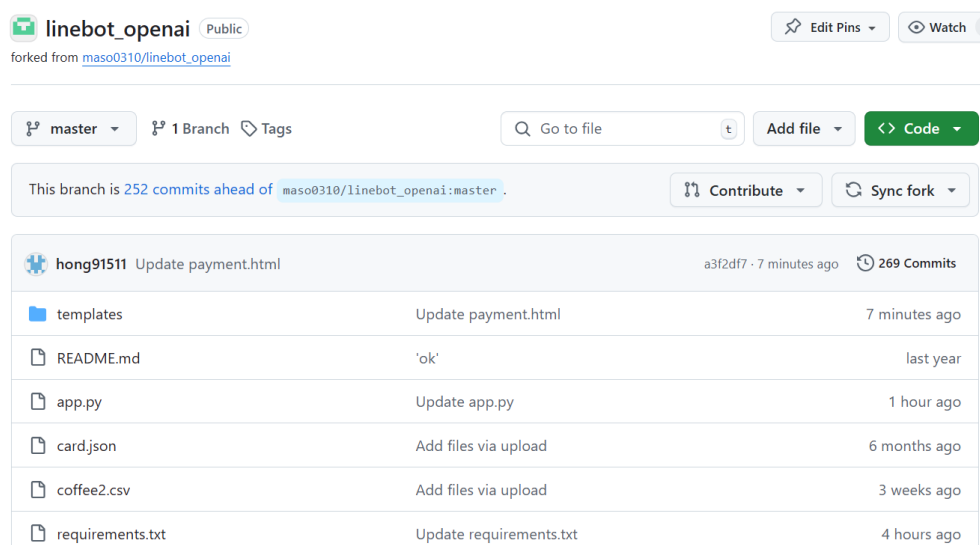 linebot_openai Public Edit Pins Watch
forked from maso0310/linebot_openai
master 1 Branch Tags Go to file t Add file Code
This branch is 252 commits ahead of maso0310/linebot_openai:master . Contribute Sync fork
hong91511 Update payment.html a3f2df7 · 7 minutes ago 269 Commits
templates Update payment.html 7 minutes ago
README.md 'ok' last year
app.py Update app.py 1 hour ago
card.json Add files via upload 6 months ago
coffee2.csv Add files via upload 3 weeks ago
requirements.txt Update requirements.txt 4 hours ago